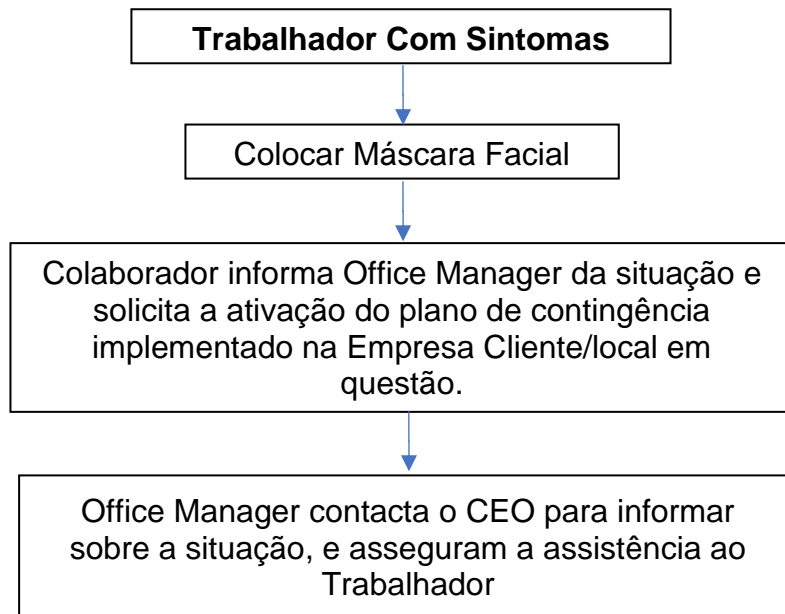 Trabalhador Com Sintomas
Colocar Máscara Facial
Colaborador informa Office Manager da situação e
solicita a ativação do plano de contingência
implementado na Empresa Cliente/local em
questão.
Office Manager contacta o CEO para informar
sobre a situação, e asseguram a assistência ao
Trabalhador